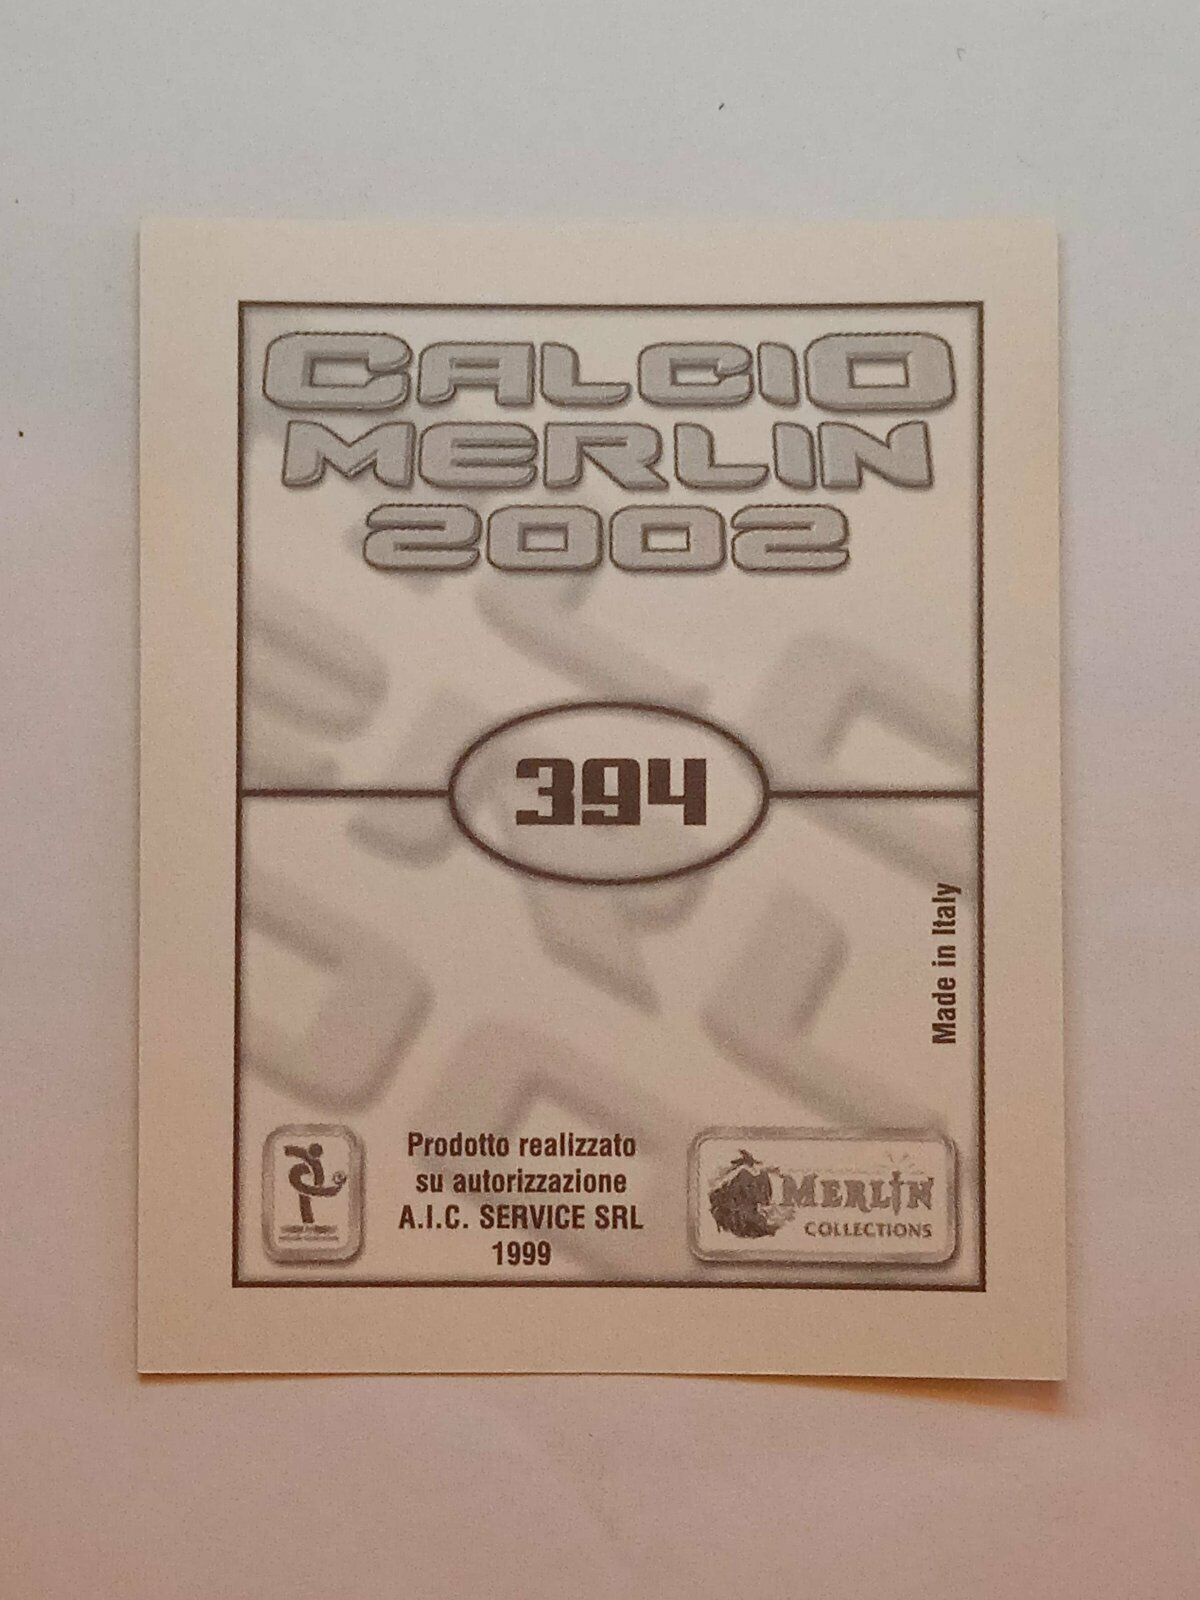 CALCIO
MERLIN
2002
394
Made in Italy
Prodotto realizzato
su autorizzazione
A.I.C. SERVICE SRL
1999
MERLIN
COLLECTIONS